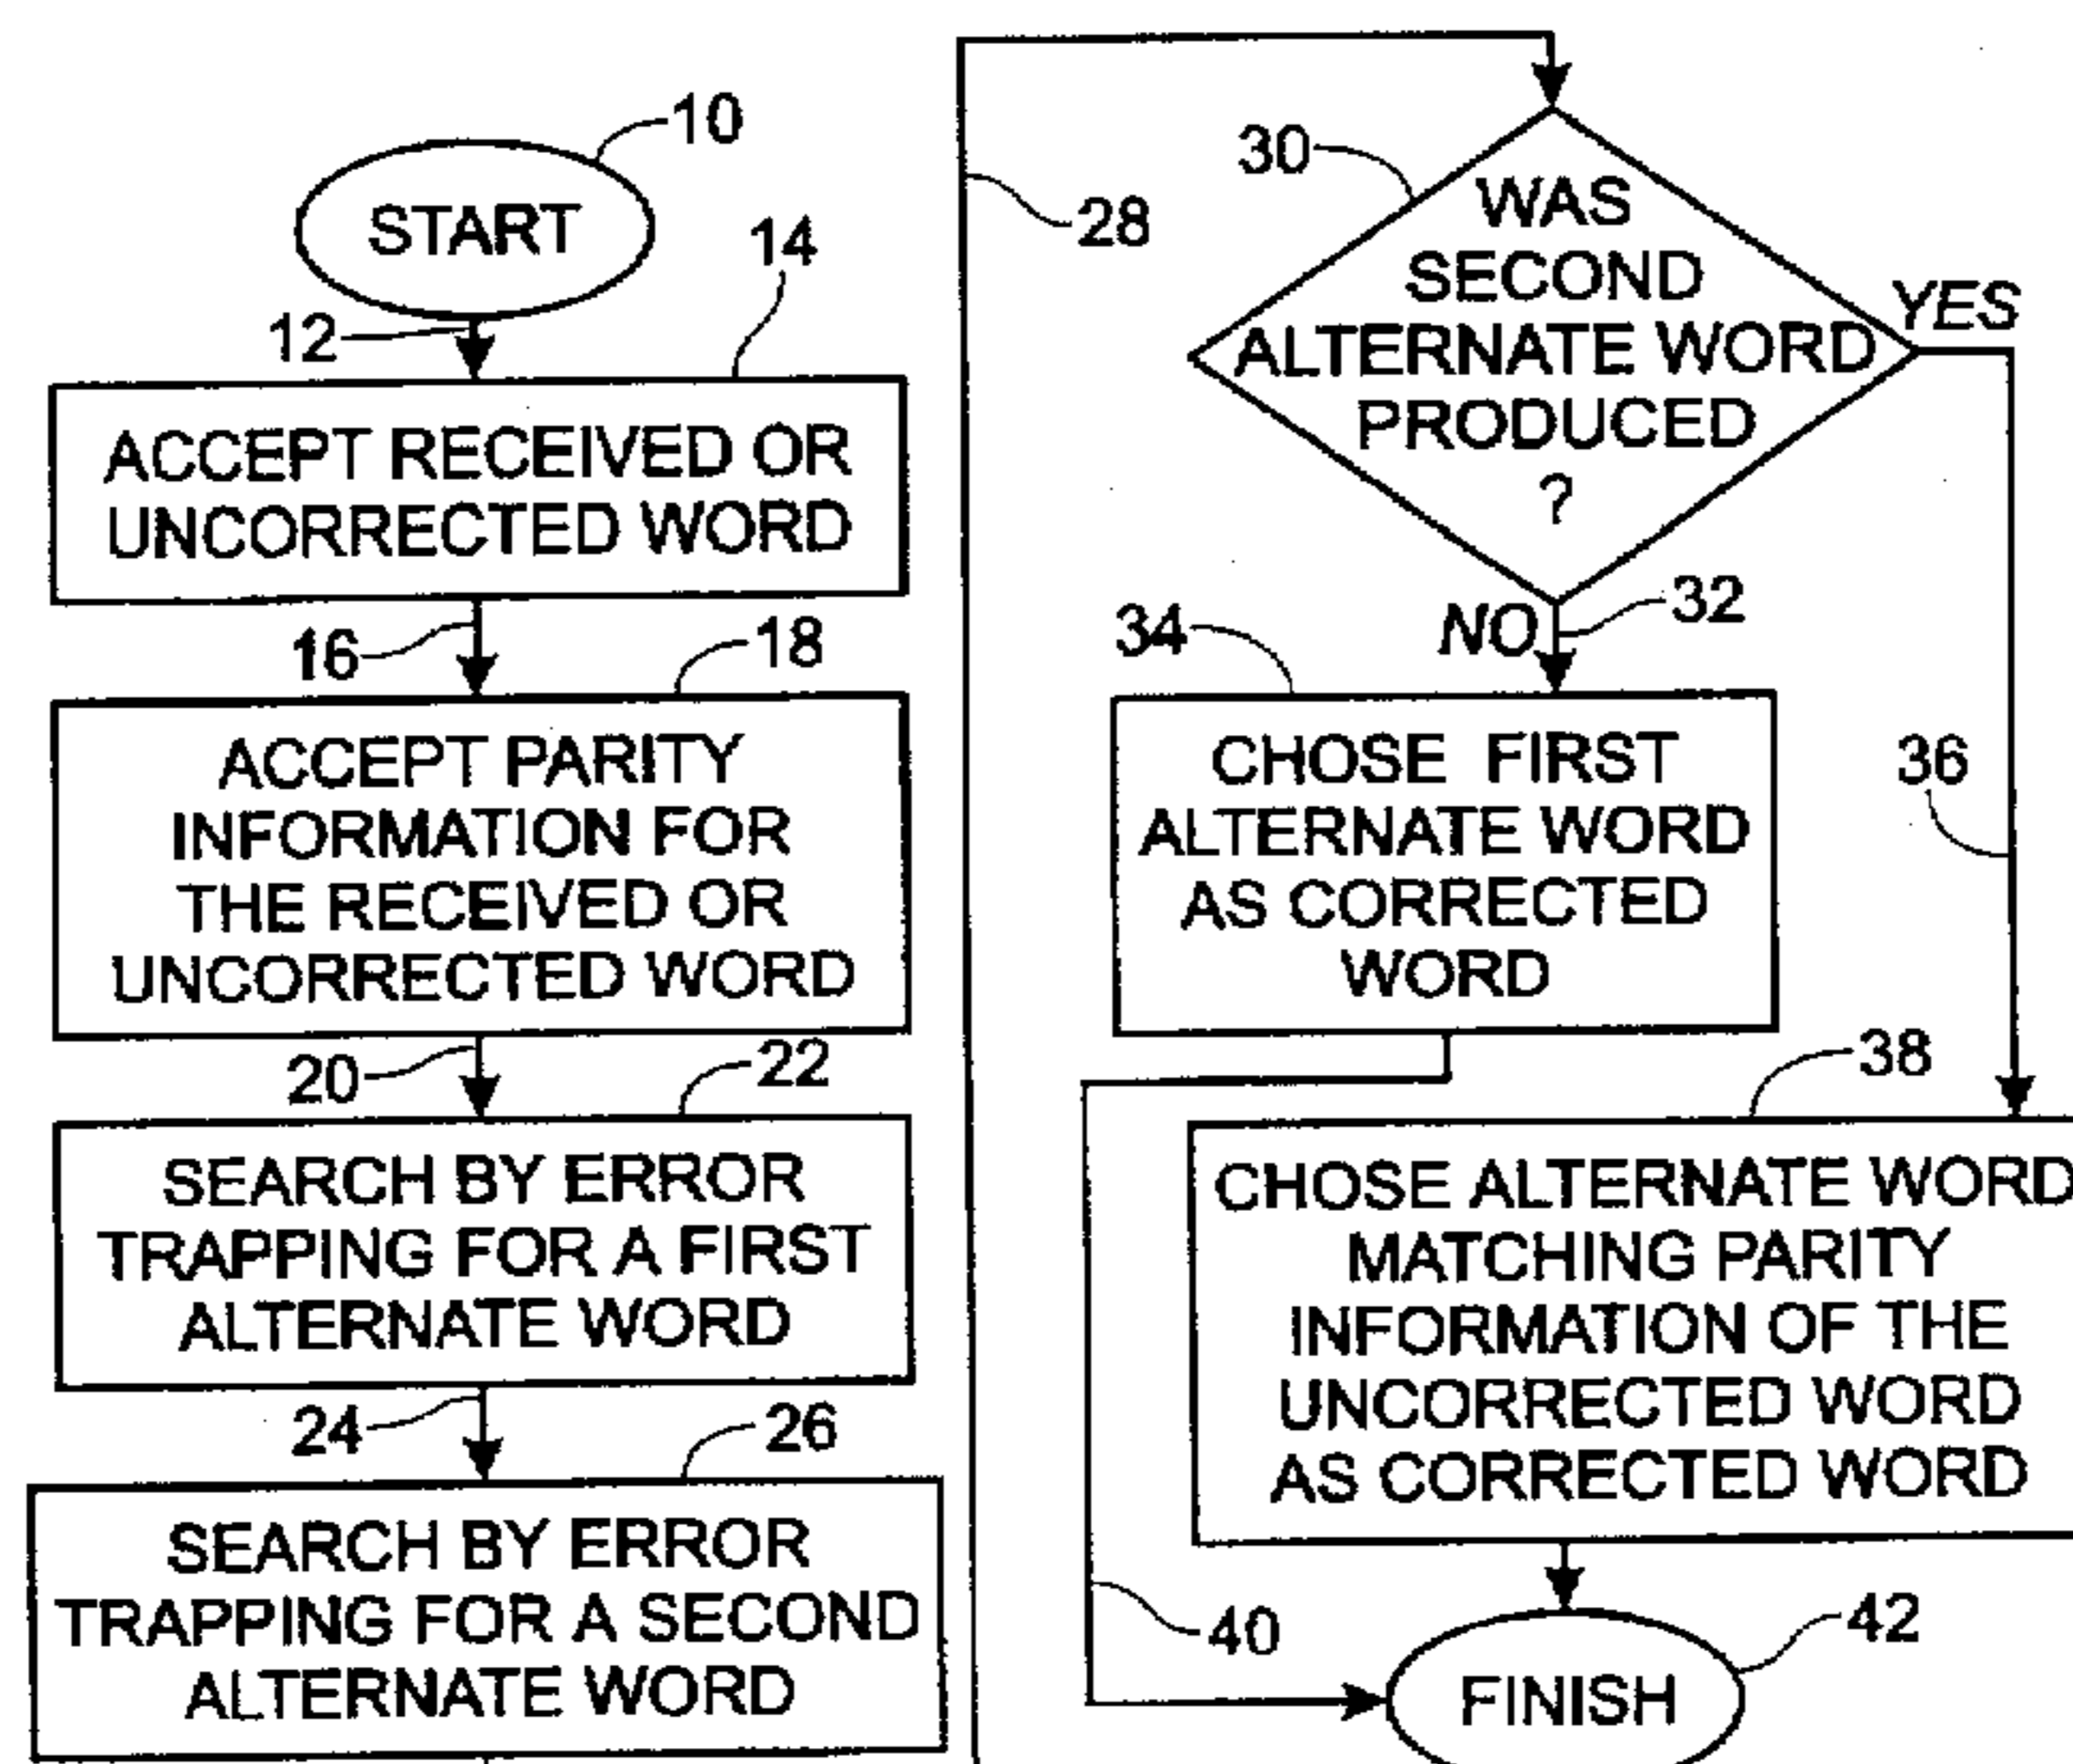 10
START
12
14
ACCEPT RECEIVED OR
UNCORRECTED WORD
16
18
ACCEPT PARITY
INFORMATION FOR
THE RECEIVED OR
UNCORRECTED WORD
20
22
SEARCH BY ERROR
TRAPPING FOR A FIRST
ALTERNATE WORD
24
26
SEARCH BY ERROR
TRAPPING FOR A SECOND
ALTERNATE WORD
28
30
WAS
SECOND
ALTERNATE WORD
PRODUCED
?
YES
NO
32
34
CHOSE FIRST
ALTERNATE WORD
AS CORRECTED
WORD
36
38
CHOSE ALTERNATE WORD
MATCHING PARITY
INFORMATION OF THE
UNCORRECTED WORD
AS CORRECTED WORD
40
42
FINISH